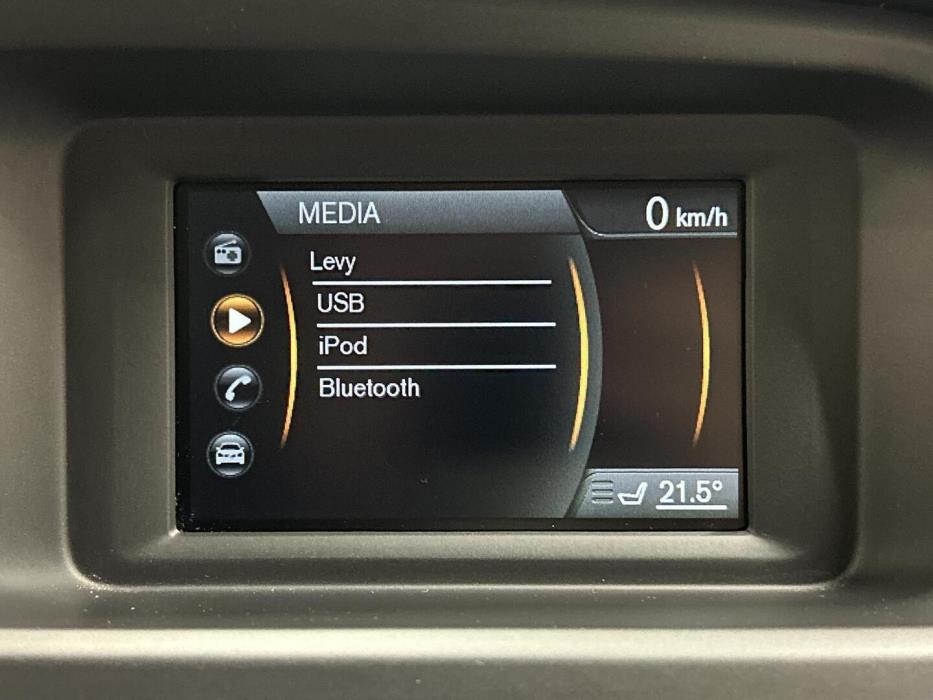 MEDIA
0 km/h
Levy
USB
iPod
Bluetooth
21.5°